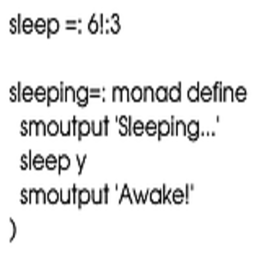 sleep =: 6!:3
sleeping=: monad define
smoutput 'Sleeping...'
sleep y
smoutput 'Awake!'
)